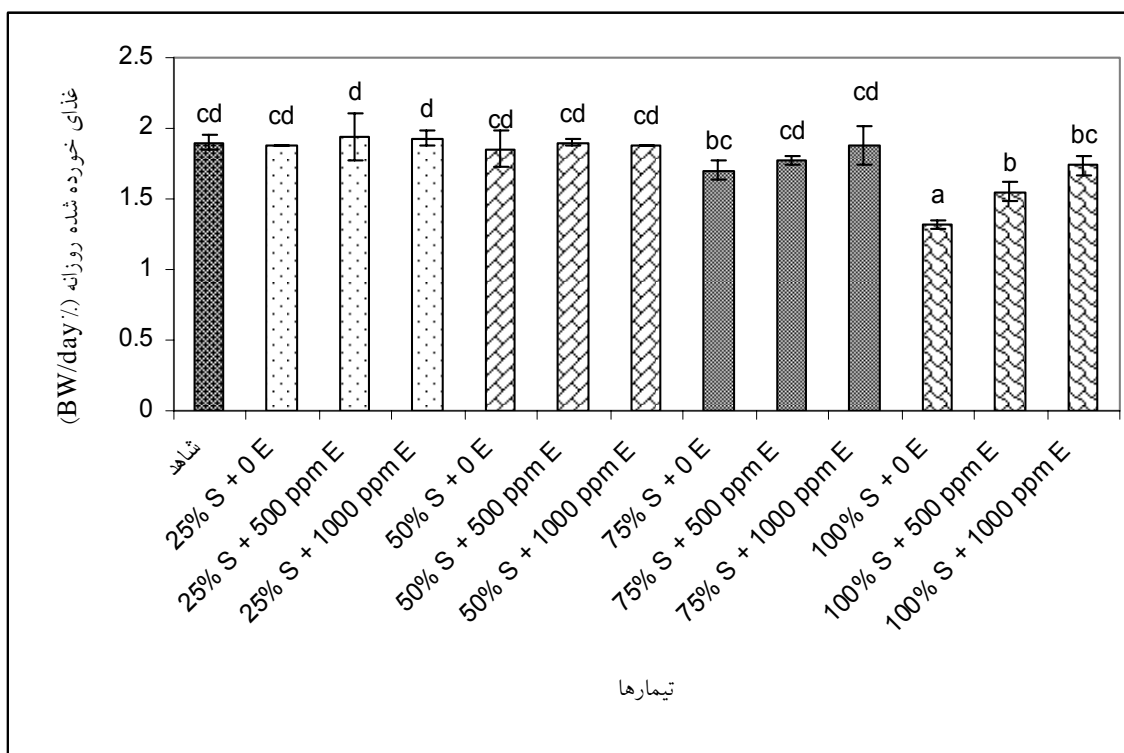 غذای خورده شده روزانه (%BW/day)
2.5
2
1.5
1
0.5
0
cd
cd
d
d
cd
cd
cd
bc
cd
cd
a
b
bc
شاهد
25% S + 0 E
25% S + 500 ppm E
25% S + 1000 ppm E
50% S + 0 E
50% S + 500 ppm E
50% S + 1000 ppm E
75% S + 0 E
75% S + 500 ppm E
75% S + 1000 ppm E
100% S + 0 E
100% S + 500 ppm E
100% S + 1000 ppm E
تیمارها